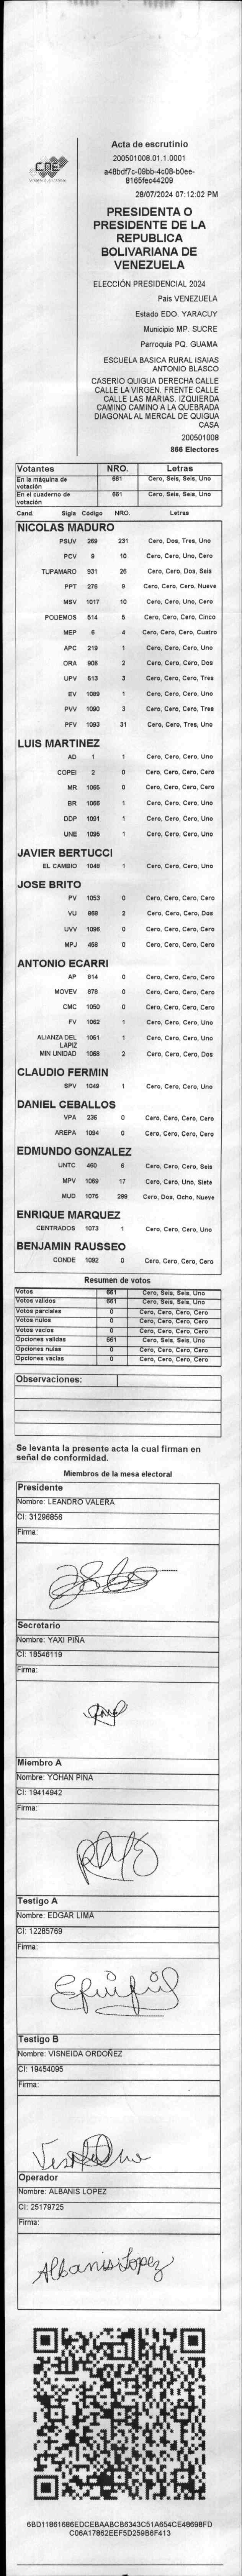 CNE
Acta de escrutinio
200501008.01.1.0001
a48bdf7c-09bb-4c08-b0ee-
8165fec44209
28/07/2024 07:12:02 PM
PRESIDENTA O
PRESIDENTE DE LA
REPUBLICA
BOLIVARIANA DE
VENEZUELA
ELECCIÓN PRESIDENCIAL 2024
Pais VENEZUELA
Estado EDO. YARACUY
Municipio MP. SUCRE
Parroquia PQ. GUAMA
ESCUELA BASICA RURAL ISAIAS
ANTONIO BLASCO
CASERIO QUIGUA DERECHA CALLE
CALLE LA VIRGEN. FRENTE CALLE
CALLE LAS MARIAS. IZQUIERDA
CAMINO CAMINO A LA QUEBRADA
DIAGONAL AL MERCAL DE QUIGUA
CASA
200501008
866 Electores
Votantes NRO. Letras
En la máquina de votación 661 Cero, Seis, Seis, Uno
En el cuaderno de votación 661 Cero, Seis, Seis, Uno
Cand. Sigla Código NRO. Letras
NICOLAS MADURO
PSUV 269 231 Cero, Dos, Tres, Uno
PCV 9 10 Cero, Cero, Uno, Cero
TUPAMARO 931 26 Cero, Cero, Dos, Seis
PPT 276 9 Cero, Cero, Cero, Nueve
MSV 1017 10 Cero, Cero, Uno, Cero
PODEMOS 514 5 Cero, Cero, Cero, Cinco
MEP 6 4 Cero, Cero, Cero, Cuatro
APC 219 1 Cero, Cero, Cero, Uno
ORA 906 2 Cero, Cero, Cero, Dos
UPV 513 3 Cero, Cero, Cero, Tres
EV 1089 1 Cero, Cero, Cero, Uno
PVV 1090 3 Cero, Cero, Cero, Tres
PFV 1093 31 Cero, Cero, Tres, Uno
LUIS MARTINEZ
AD 1 1 Cero, Cero, Cero, Uno
COPEI 2 0 Cero, Cero, Cero, Cero
MR 1065 0 Cero, Cero, Cero, Cero
BR 1066 1 Cero, Cero, Cero, Uno
DDP 1091 1 Cero, Cero, Cero, Uno
UNE 1095 1 Cero, Cero, Cero, Uno
JAVIER BERTUCCI
EL CAMBIO 1048 1 Cero, Cero, Cero, Uno
JOSE BRITO
PV 1053 0 Cero, Cero, Cero, Cero
VU 868 2 Cero, Cero, Cero, Dos
UVV 1096 0 Cero, Cero, Cero, Cero
MPJ 458 0 Cero, Cero, Cero, Cero
ANTONIO ECARRI
AP 814 0 Cero, Cero, Cero, Cero
MOVEV 878 0 Cero, Cero, Cero, Cero
CMC 1050 0 Cero, Cero, Cero, Cero
FV 1062 1 Cero, Cero, Cero, Uno
ALIANZA DEL LAPIZ 1051 1 Cero, Cero, Cero, Uno
MIN UNIDAD 1068 2 Cero, Cero, Cero, Dos
CLAUDIO FERMIN
SPV 1049 1 Cero, Cero, Cero, Uno
DANIEL CEBALLOS
VPA 236 0 Cero, Cero, Cero, Cero
AREPA 1094 0 Cero, Cero, Cero, Cero
EDMUNDO GONZALEZ
UNTC 460 6 Cero, Cero, Cero, Seis
MPV 1069 17 Cero, Cero, Uno, Siete
MUD 1075 289 Cero, Dos, Ocho, Nueve
ENRIQUE MARQUEZ
CENTRADOS 1073 1 Cero, Cero, Cero, Uno
BENJAMIN RAUSSEO
CONDE 1092 0 Cero, Cero, Cero, Cero
Resumen de votos
Votos 661 Cero, Seis, Seis, Uno
Votos validos 661 Cero, Seis, Seis, Uno
Votos parciales 0 Cero, Cero, Cero, Cero
Votos nulos 0 Cero, Cero, Cero, Cero
Votos vacios 0 Cero, Cero, Cero, Cero
Opciones validas 661 Cero, Seis, Seis, Uno
Opciones nulas 0 Cero, Cero, Cero, Cero
Opciones vacias 0 Cero, Cero, Cero, Cero
Observaciones:
Se levanta la presente acta la cual firman en
señal de conformidad.
Miembros de la mesa electoral
Presidente
Nombre: LEANDRO VALERA
CI: 31296856
Firma:
Secretario
Nombre: YAXI PIÑA
CI: 18546119
Firma:
Miembro A
Nombre: YOHAN PINA
CI: 19414942
Firma:
Testigo A
Nombre: EDGAR LIMA
CI: 12285769
Firma:
Testigo B
Nombre: VISNEIDA ORDOÑEZ
CI: 19454095
Firma:
Operador
Nombre: ALBANIS LOPEZ
CI: 25179725
Firma:
Albanis Lopez
6BD11861686EDCEBAABCB6343C51A654CE48698FD
C06A17862EEF5D259B6F413